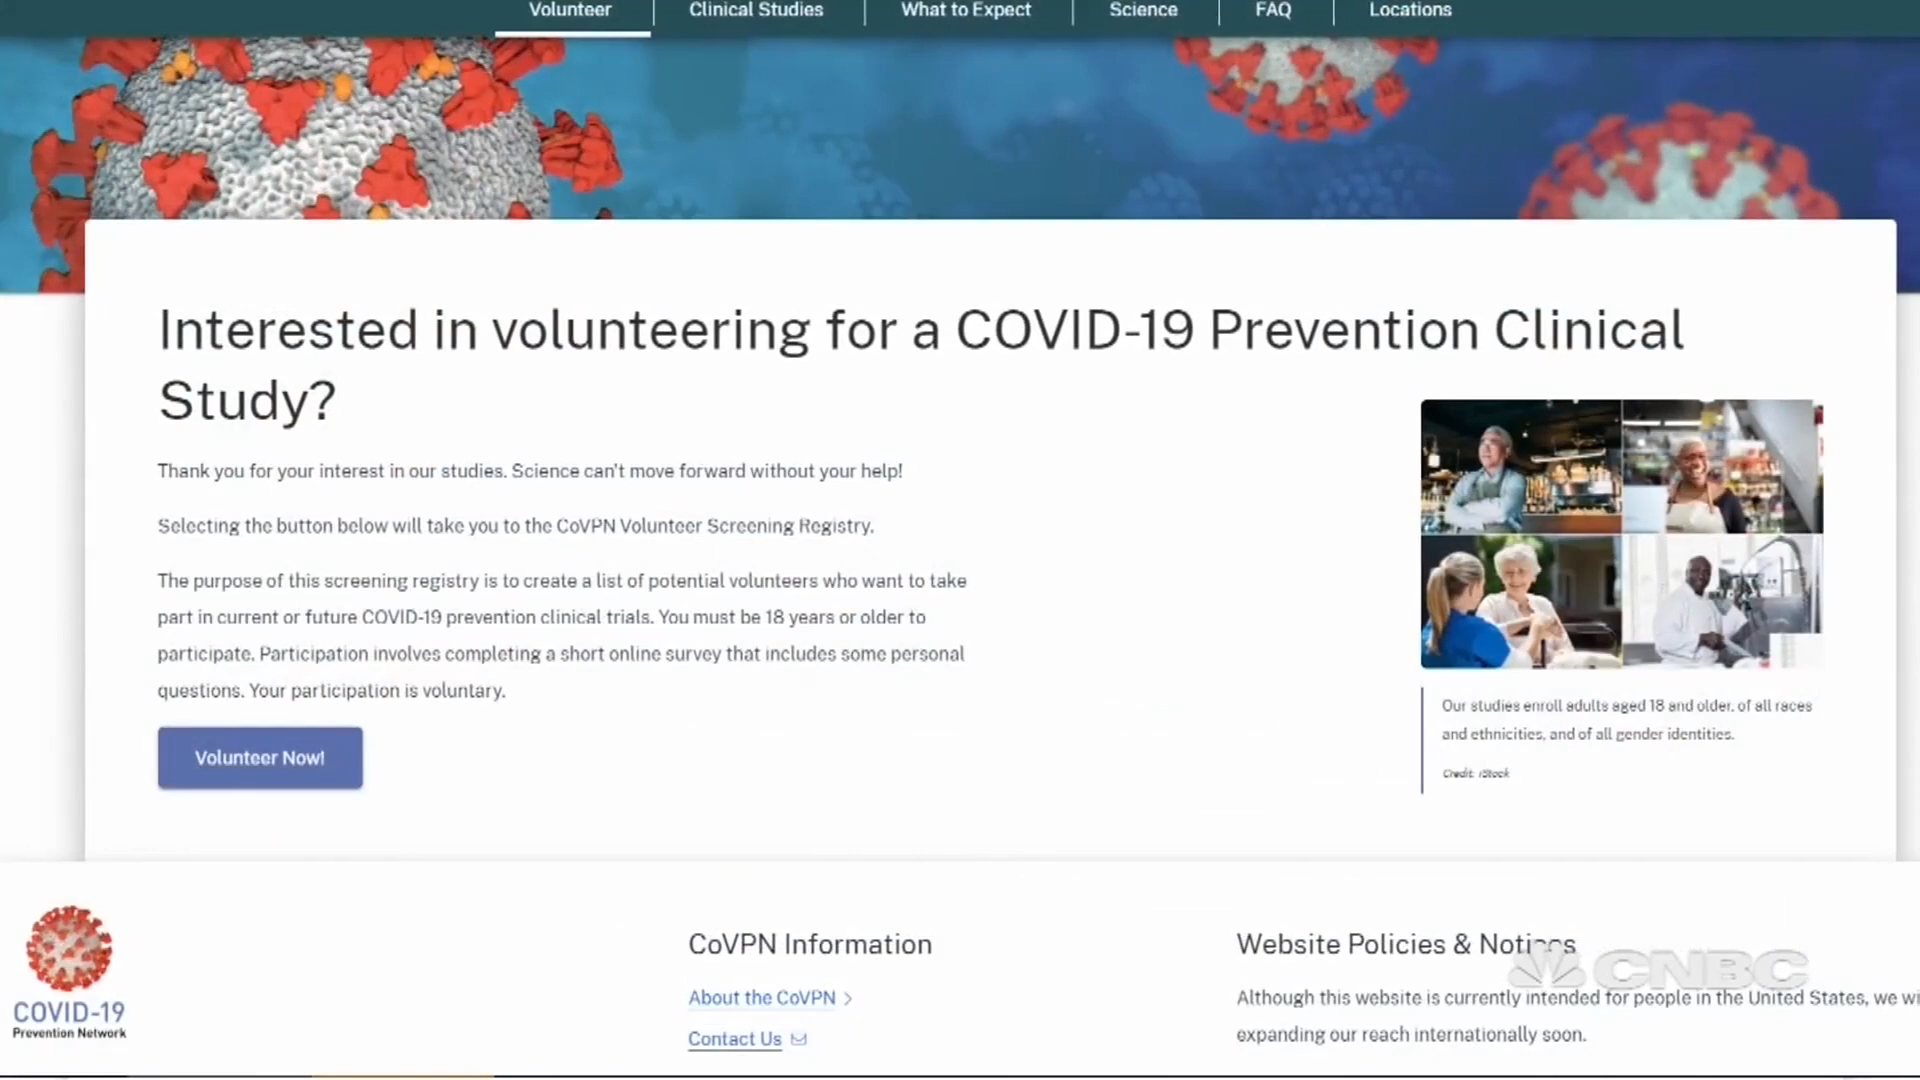 Volunteer
Clinical Studies
What to Expect
Science
FAQ
Locations
Interested in volunteering for a COVID-19 Prevention Clinical
Study?
Thank you for your interest in our studies. Science can't move forward without your help!
Selecting the button below will take you to the CoVPN Volunteer Screening Registry.
The purpose of this screening registry is to create a list of potential volunteers who want to take
part in current or future COVID-19 prevention clinical trials. You must be 18 years or older to
participate. Participation involves completing a short online survey that includes some personal
questions. Your participation is voluntary.
Volunteer Now!
Our studies enroll adults aged 18 and older, of all races
and ethnicities, and of all gender identities.
Credit: iStock
COVID-19
Prevention Network
CoVPN Information
About the CoVPN >
Contact Us
Website Policies & Notices
Although this website is currently intended for people in the United States, we wi
expanding our reach internationally soon.
CNBC